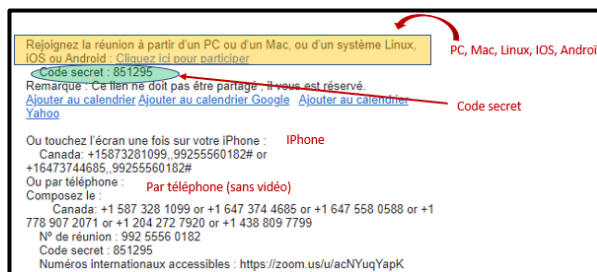 Rejoignez la réunion à partir d'un PC ou d'un Mac, ou d'un système Linux,
iOS ou Android : Cliquez ici pour participer
PC, Mac, Linux, IOS, Androï
Code secret : 851295
Remarque : Ce lien ne doit pas être partagé ; il vous est réservé.
Code secret
Ajouter au calendrier Ajouter au calendrier Google Ajouter au calendrier
Yahoo
Ou touchez l'écran une fois sur votre iPhone :
IPhone
Canada: +15873281099,,99255560182# or
+16473744685,,99255560182#
Ou par téléphone :
Par téléphone (sans vidéo)
Composez le :
Canada: +1 587 328 1099 or +1 647 374 4685 or +1 647 558 0588 or +1
778 907 2071 or +1 204 272 7920 or +1 438 809 7799
N° de réunion : 992 5556 0182
Code secret : 851295
Numéros internationaux accessibles : https://zoom.us/u/acNYuqYapK